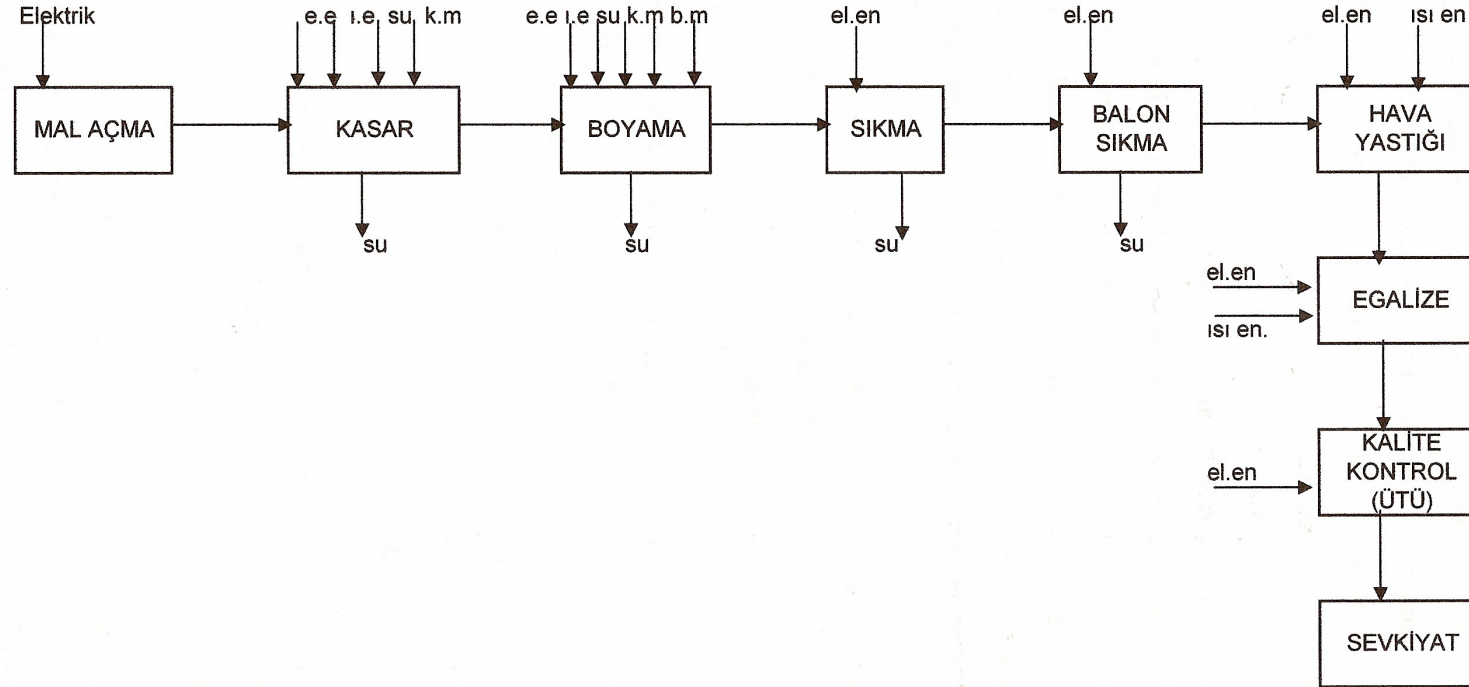 Elektrik
e.e ı.e su k.m
e.e ı.e su k.m b.m
el.en
el.en
el.en ısı en
MAL AÇMA
KASAR
BOYAMA
SIKMA
BALON
SIKMA
HAVA
YASTIĞI
su
su
su
su
el.en
ısı en.
EGALİZE
el.en
KALİTE
KONTROL
(ÜTÜ)
SEVKİYAT